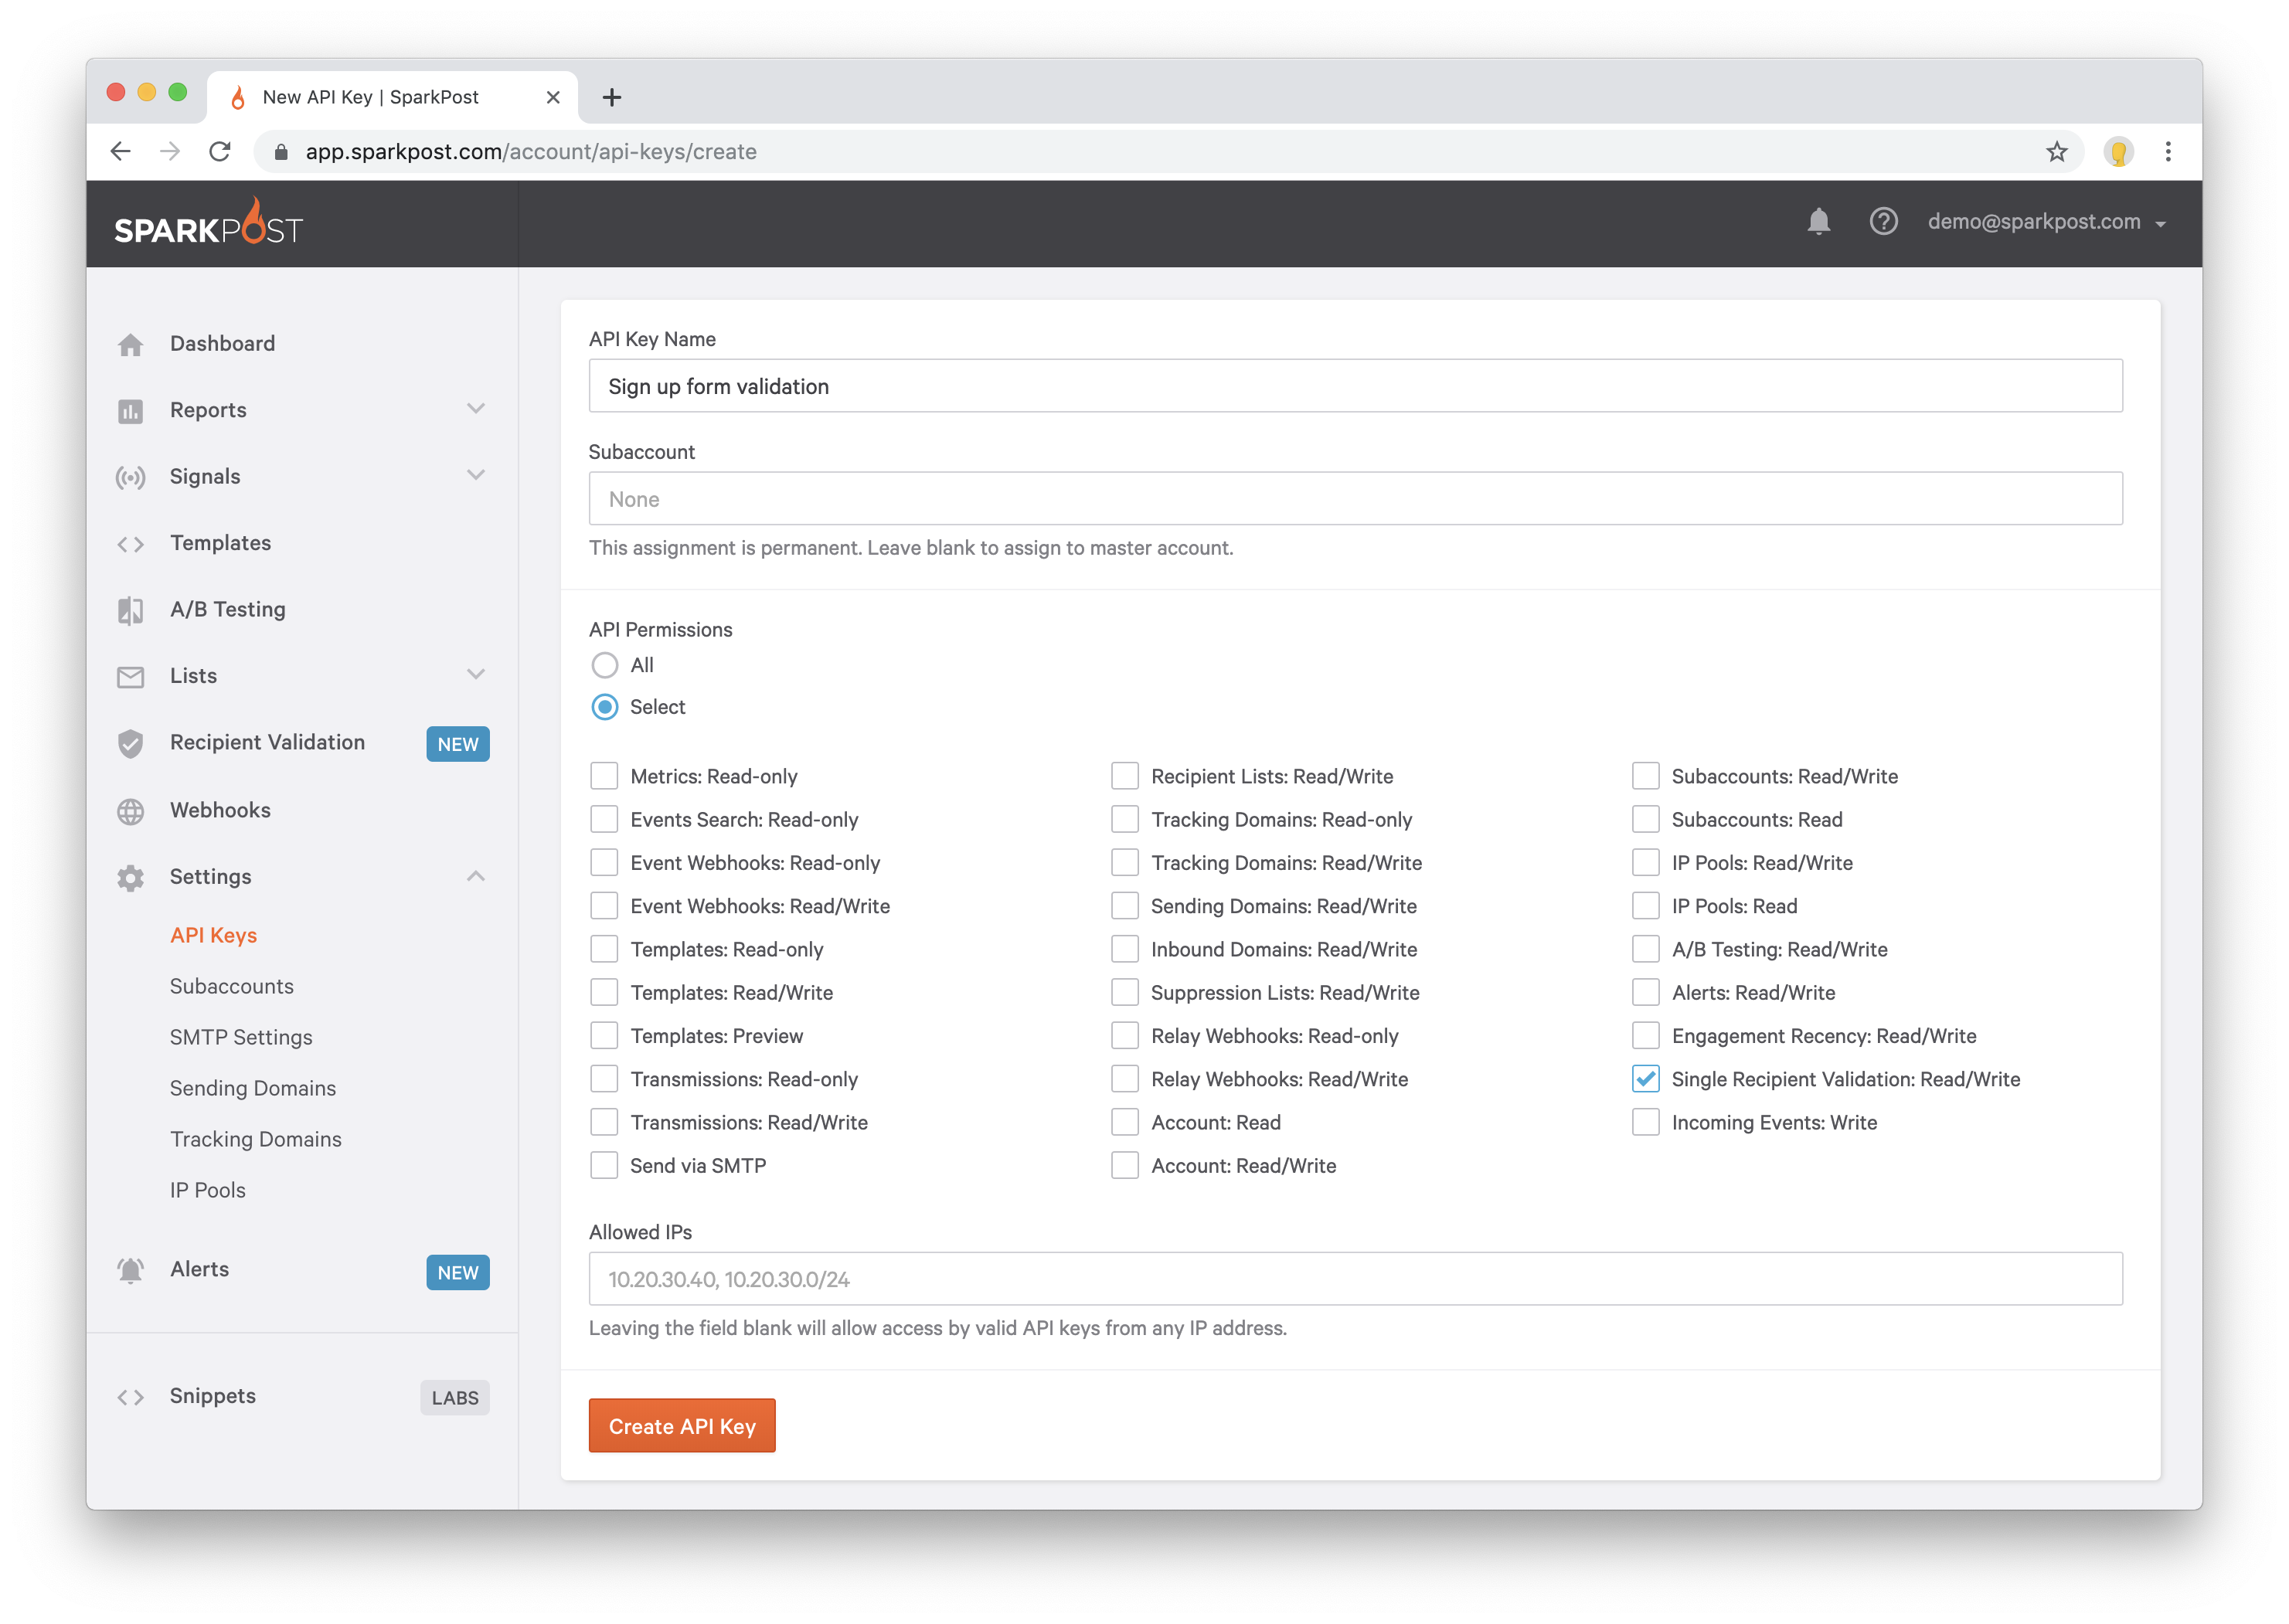 New API Key | SparkPost
app.sparkpost.com/account/api-keys/create
SPARKPOST
demo@sparkpost.com
Dashboard
Reports
Signals
Templates
A/B Testing
Lists
Recipient Validation NEW
Webhooks
Settings
API Keys
Subaccounts
SMTP Settings
Sending Domains
Tracking Domains
IP Pools
Alerts NEW
Snippets LABS
API Key Name
Sign up form validation
Subaccount
None
This assignment is permanent. Leave blank to assign to master account.
API Permissions
All
Select
Metrics: Read-only
Events Search: Read-only
Event Webhooks: Read-only
Event Webhooks: Read/Write
Templates: Read-only
Templates: Read/Write
Templates: Preview
Transmissions: Read-only
Transmissions: Read/Write
Send via SMTP
Recipient Lists: Read/Write
Tracking Domains: Read-only
Tracking Domains: Read/Write
Sending Domains: Read/Write
Inbound Domains: Read/Write
Suppression Lists: Read/Write
Relay Webhooks: Read-only
Relay Webhooks: Read/Write
Account: Read
Account: Read/Write
Subaccounts: Read/Write
Subaccounts: Read
IP Pools: Read/Write
IP Pools: Read
A/B Testing: Read/Write
Alerts: Read/Write
Engagement Recency: Read/Write
Single Recipient Validation: Read/Write
Incoming Events: Write
Allowed IPs
10.20.30.40, 10.20.30.0/24
Leaving the field blank will allow access by valid API keys from any IP address.
Create API Key